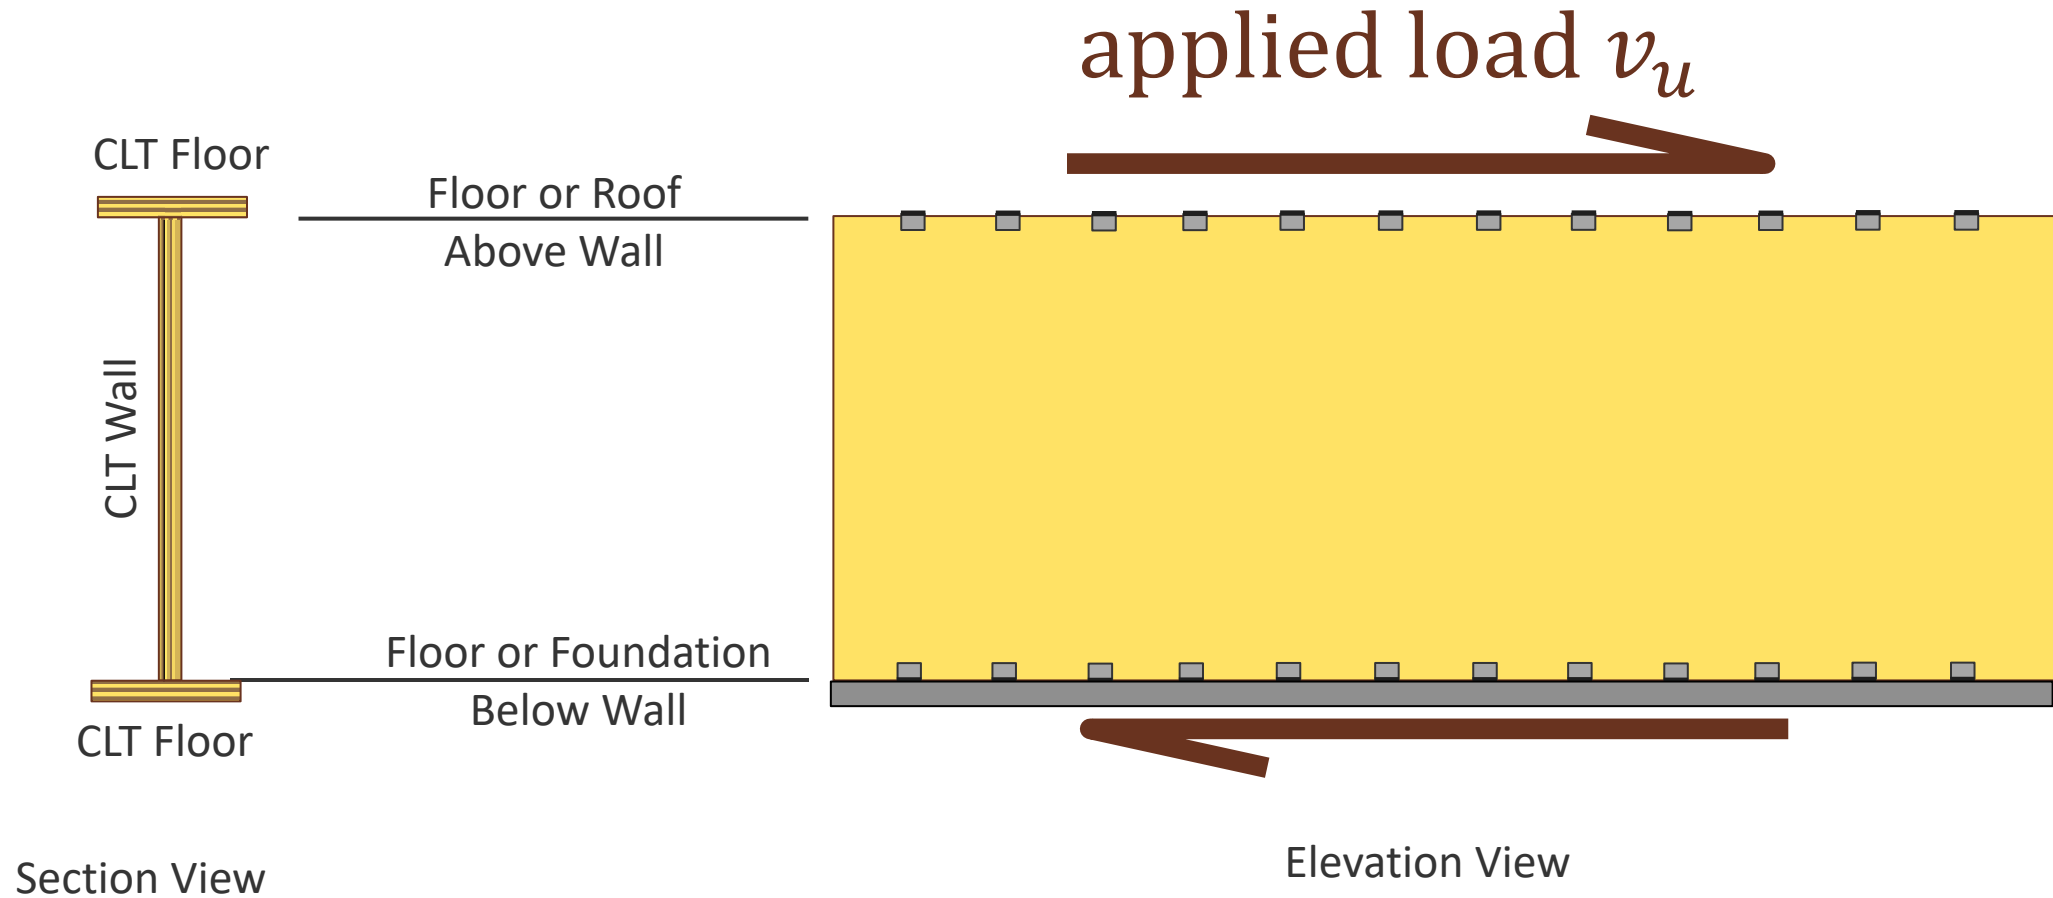 applied load 𝑣𝑢
CLT Floor
Floor or Roof
Above Wall
CLT Wall
Floor or Foundation
Below Wall
CLT Floor
Section View
Elevation View